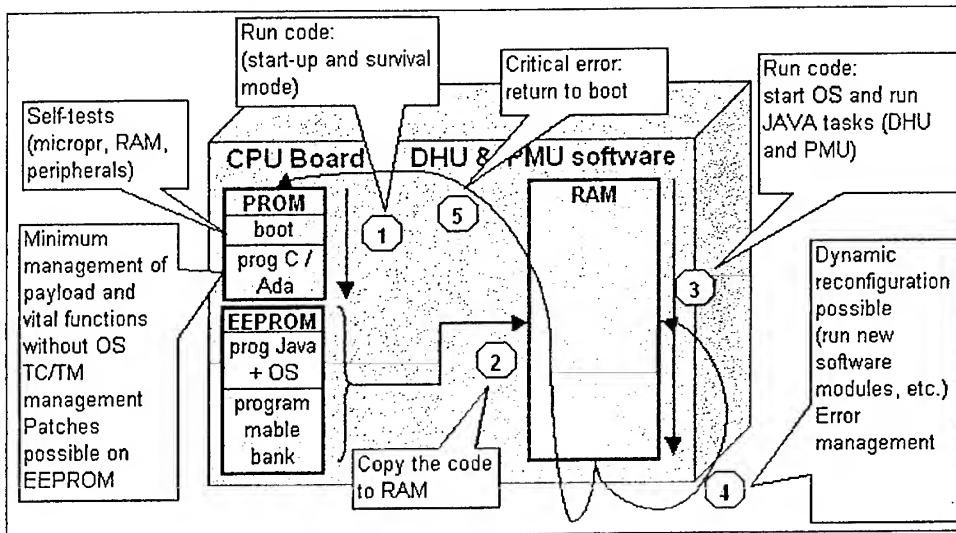 Run code:
(start-up and survival
mode)
Critical error:
return to boot
Run code:
start OS and run
JAVA tasks (DHU
and PMU)
Self-tests
(micropr, RAM,
peripherals)
CPU Board DHU & PMU software
PROM
boot
prog C /
Ada
EEPROM
prog Java
+ OS
program
mable
bank
RAM
1
5
3
2
4
Minimum
management of
payload and
vital functions
without OS
TC/TM
management
Patches
possible on
EEPROM
Copy the code
to RAM
Dynamic
reconfiguration
possible
(run new
software
modules, etc.)
Error
management